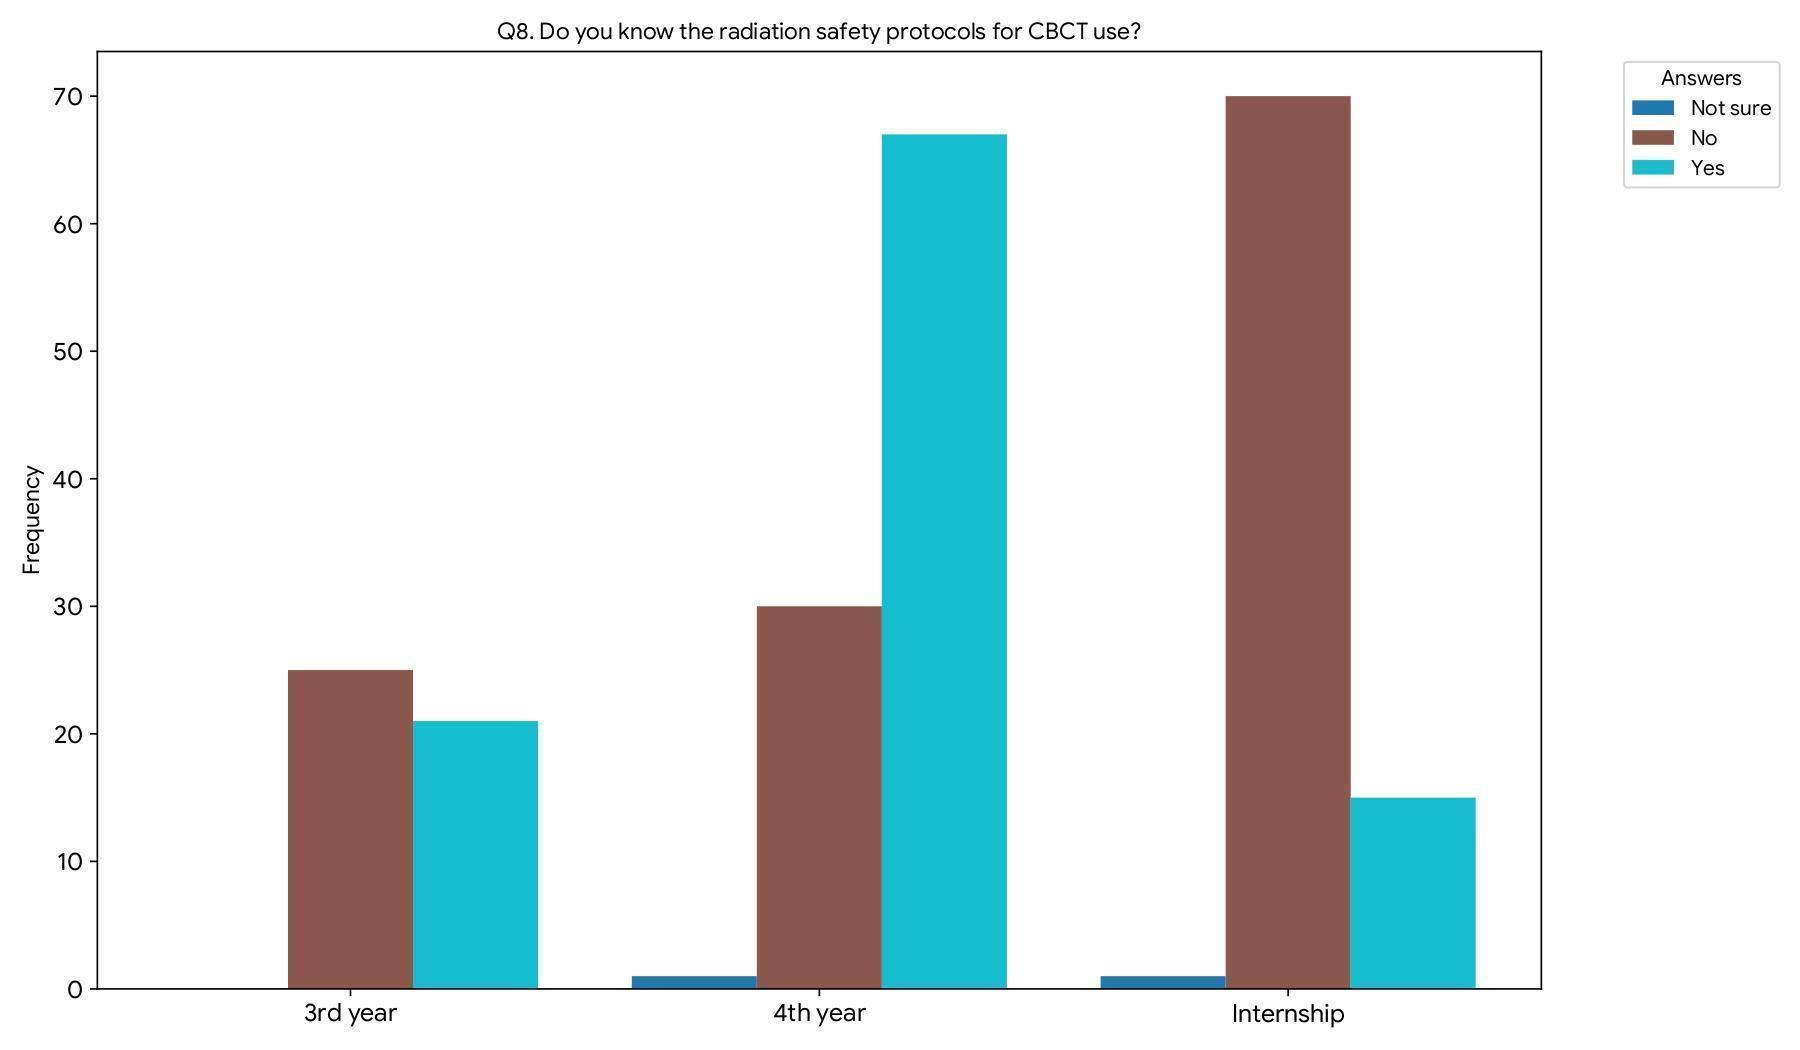 Q8. Do you know the radiation safety protocols for CBCT use?
Answers
Not sure
No
Yes
Frequency
70
60
50
40
30
20
10
0
3rd year
4th year
Internship